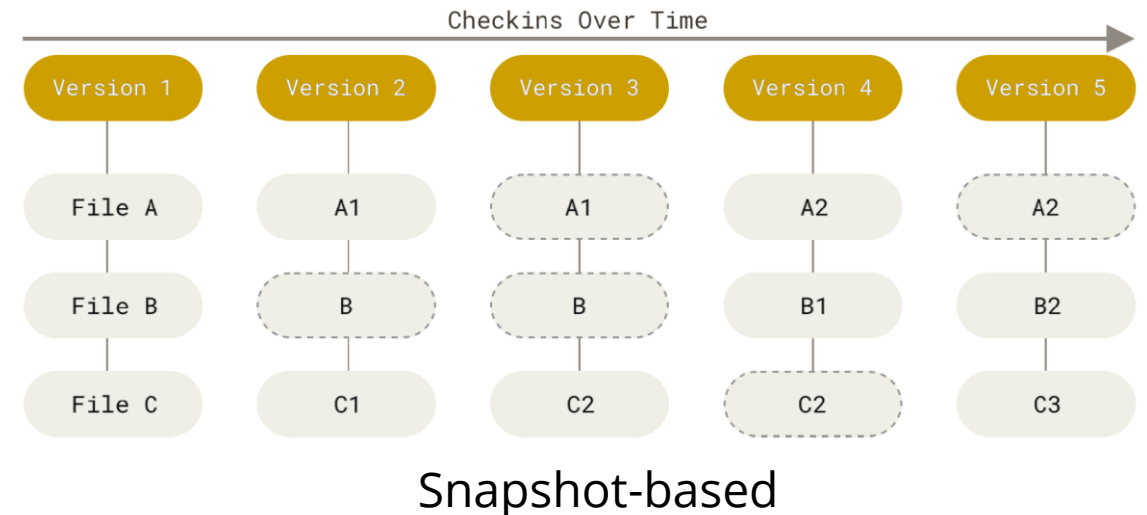 Checkins Over Time
Version 1 Version 2 Version 3 Version 4 Version 5
File A A1 A1 A2 A2
File B B B B1 B2
File C C1 C2 C2 C3
Snapshot-based